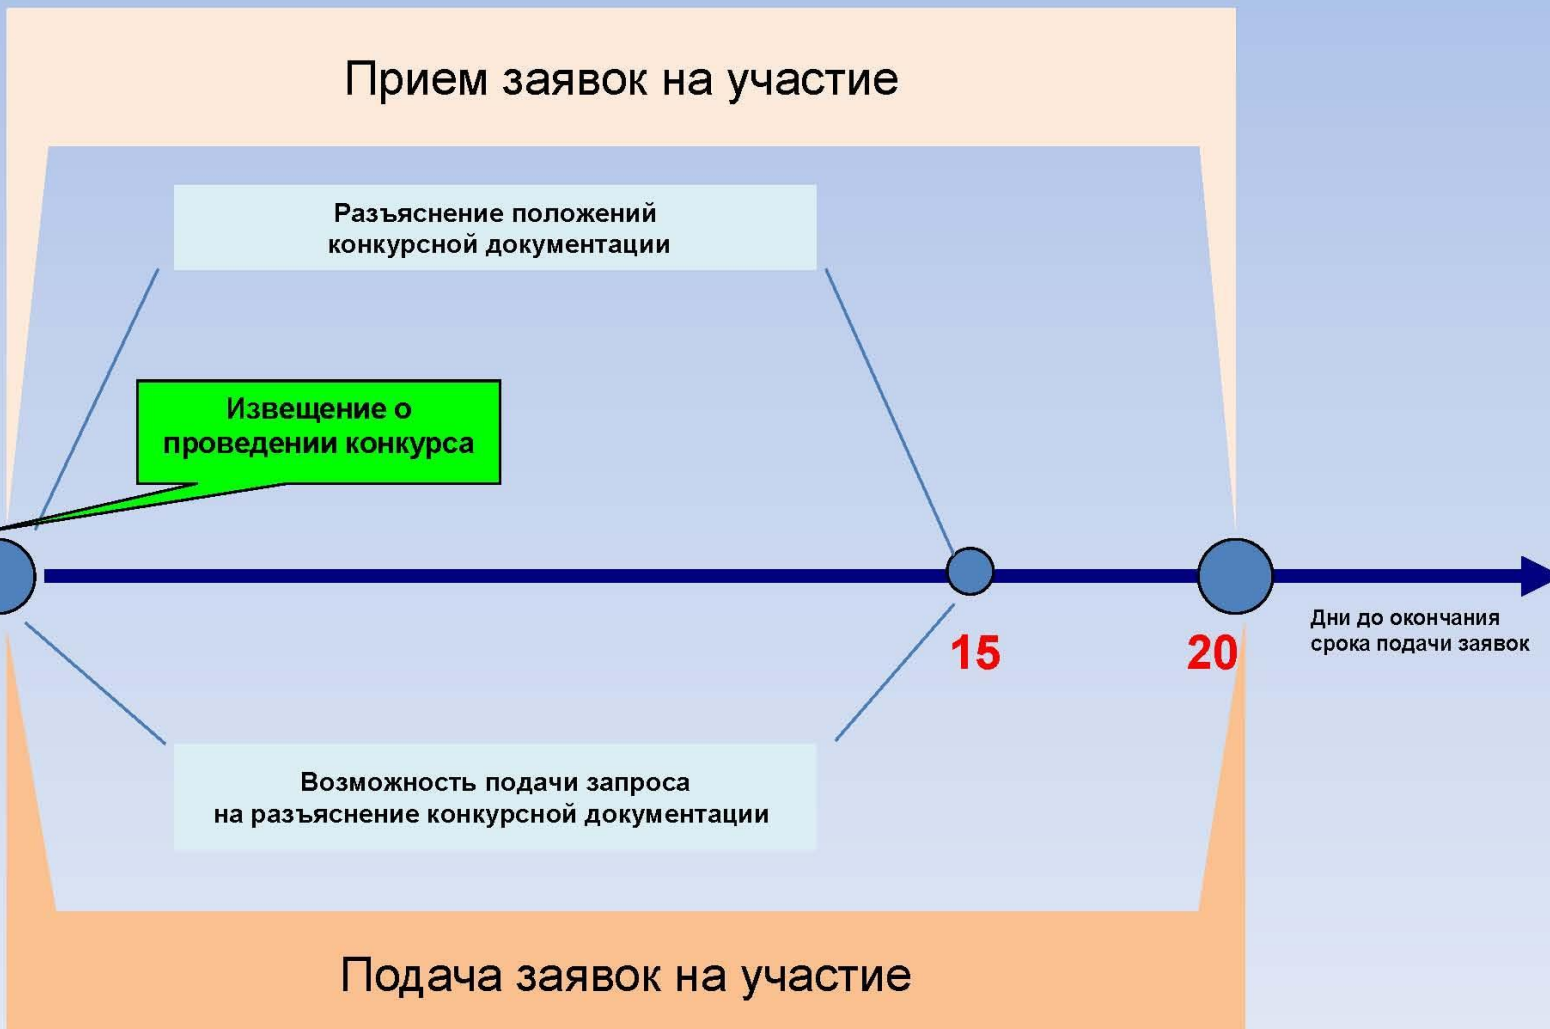 Прием заявок на участие
Разъяснение положений
конкурсной документации
Извещение о
проведении конкурса
15
20
Дни до окончания
срока подачи заявок
Возможность подачи запроса
на разъяснение конкурсной документации
Подача заявок на участие